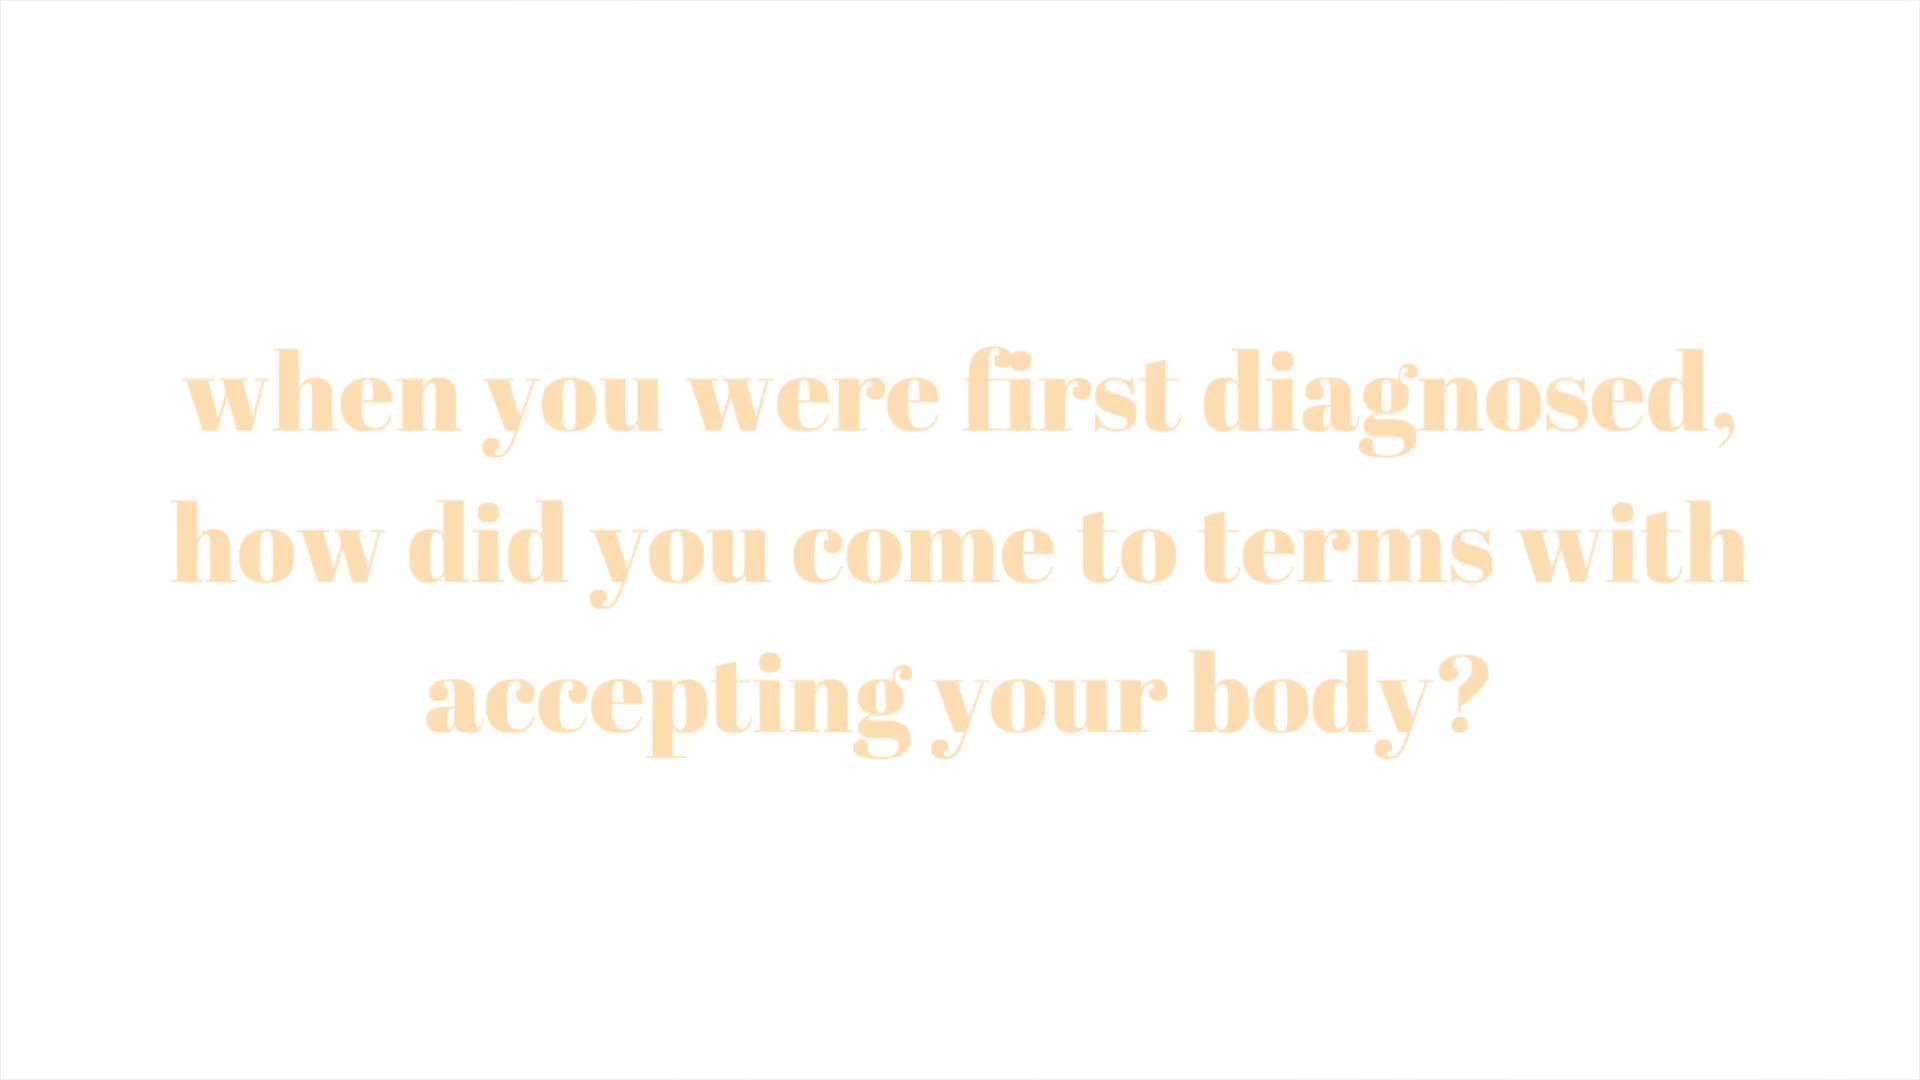 when you were first diagnosed,
how did you come to terms with
accepting your body?